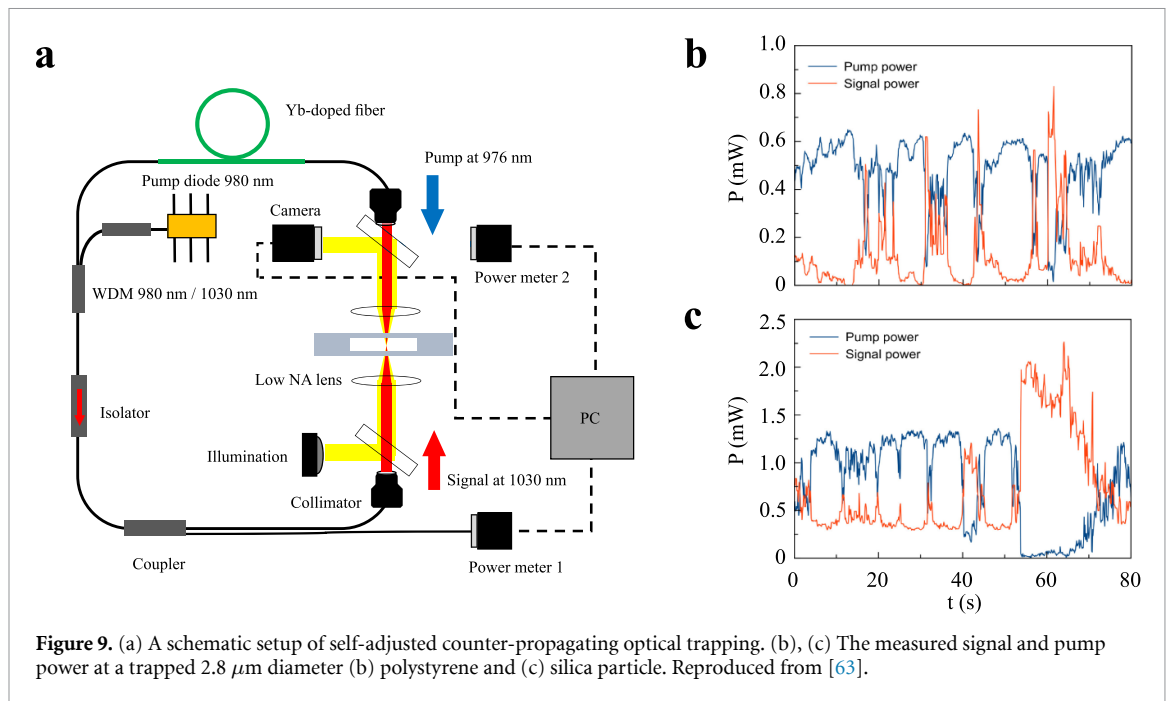 a
Yb-doped fiber
Pump at 976 nm
Pump diode 980 nm
Camera
Power meter 2
WDM 980 nm / 1030 nm
Low NA lens
PC
Isolator
Illumination
Signal at 1030 nm
Collimator
Coupler
Power meter 1
b
1.0
0.8
0.6
0.4
0.2
0
P (mW)
Pump power
Signal power
c
2.5
2.0
1.5
1.0
0.5
0
P (mW)
Pump power
Signal power
0 20 40 60 80
t (s)
Figure 9. (a) A schematic setup of self-adjusted counter-propagating optical trapping. (b), (c) The measured signal and pump
power at a trapped 2.8 μm diameter (b) polystyrene and (c) silica particle. Reproduced from [63].